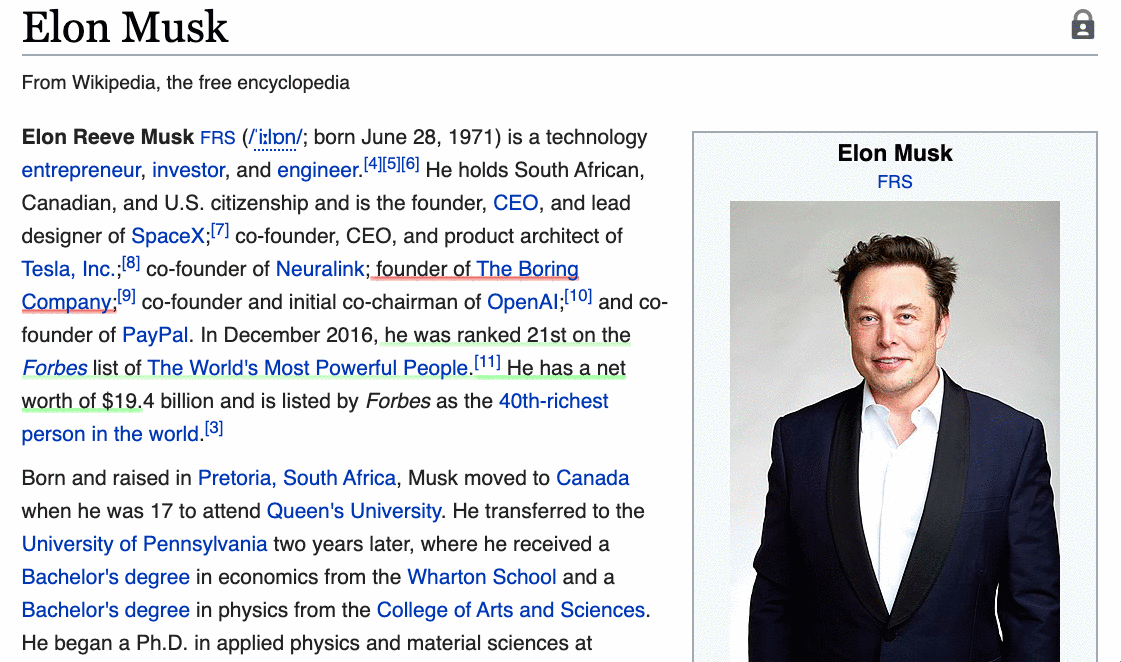 Elon Musk
From Wikipedia, the free encyclopedia
Elon Reeve Musk FRS (/ˈiːlɒn/; born June 28, 1971) is a technology
entrepreneur, investor, and engineer.[4][5][6] He holds South African,
Canadian, and U.S. citizenship and is the founder, CEO, and lead
designer of SpaceX;[7] co-founder, CEO, and product architect of
Tesla, Inc.;[8] co-founder of Neuralink; founder of The Boring
Company;[9] co-founder and initial co-chairman of OpenAI;[10] and co-
founder of PayPal. In December 2016, he was ranked 21st on the
Forbes list of The World's Most Powerful People.[11] He has a net
worth of $19.4 billion and is listed by Forbes as the 40th-richest
person in the world.[3]
Born and raised in Pretoria, South Africa, Musk moved to Canada
when he was 17 to attend Queen's University. He transferred to the
University of Pennsylvania two years later, where he received a
Bachelor's degree in economics from the Wharton School and a
Bachelor's degree in physics from the College of Arts and Sciences.
He began a Ph.D. in applied physics and material sciences at
Elon Musk
FRS